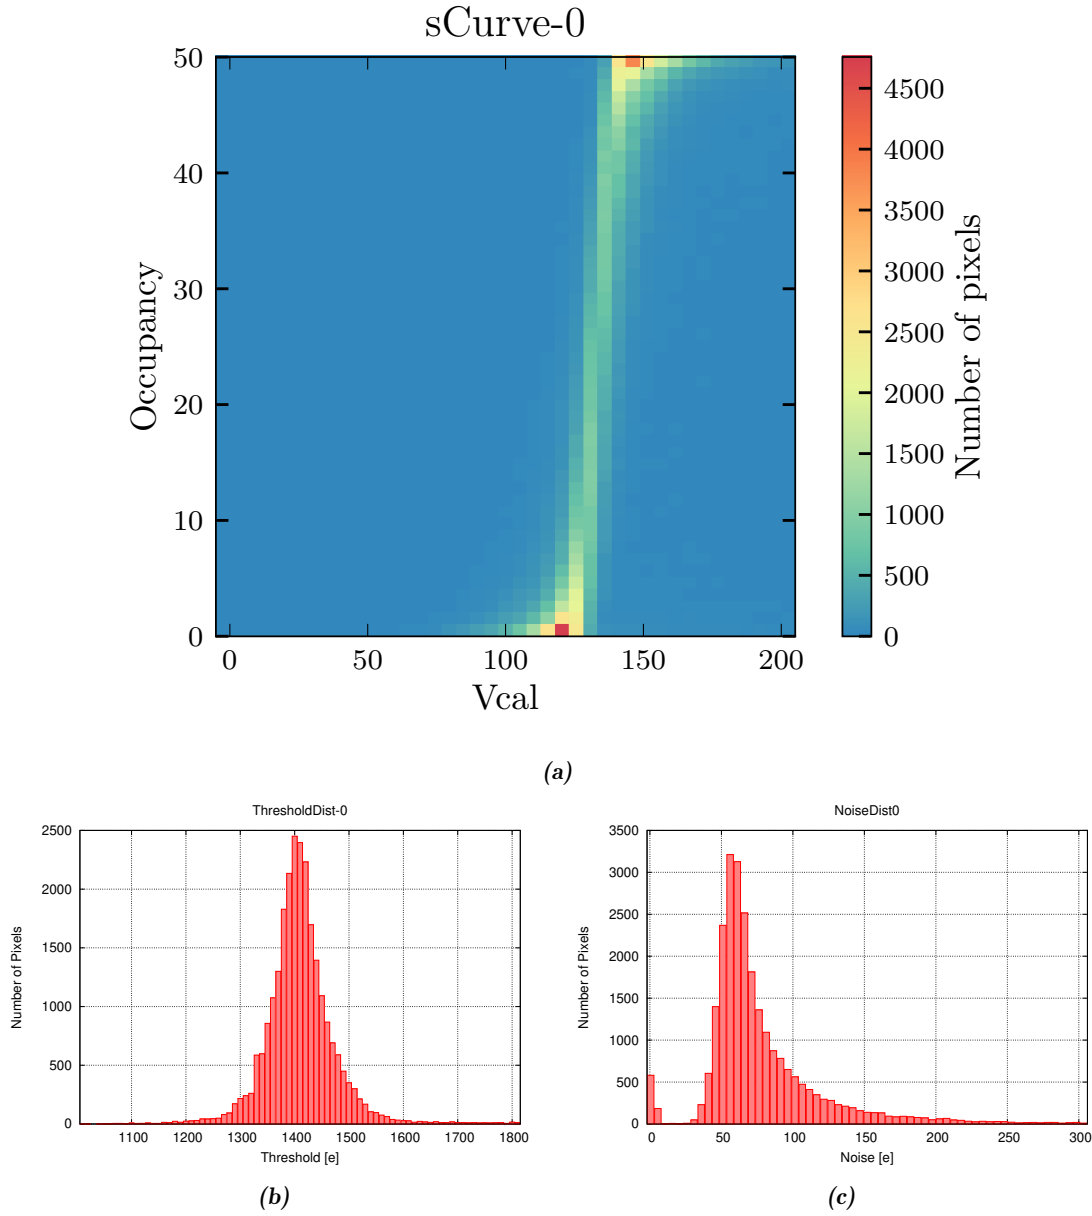 sCurve-0
50
40
30
20
10
0
Occupancy
0 50 100 150 200
Vcal
4500
4000
3500
3000
2500
2000
1500
1000
500
0
Number of pixels
(a)
ThresholdDist-0
2500
2000
1500
1000
500
0
Number of Pixels
1100 1200 1300 1400 1500 1600 1700 1800
Threshold [e]
(b)
NoiseDist0
3500
3000
2500
2000
1500
1000
500
0
Number of Pixels
0 50 100 150 200 250 300
Noise [e]
(c)